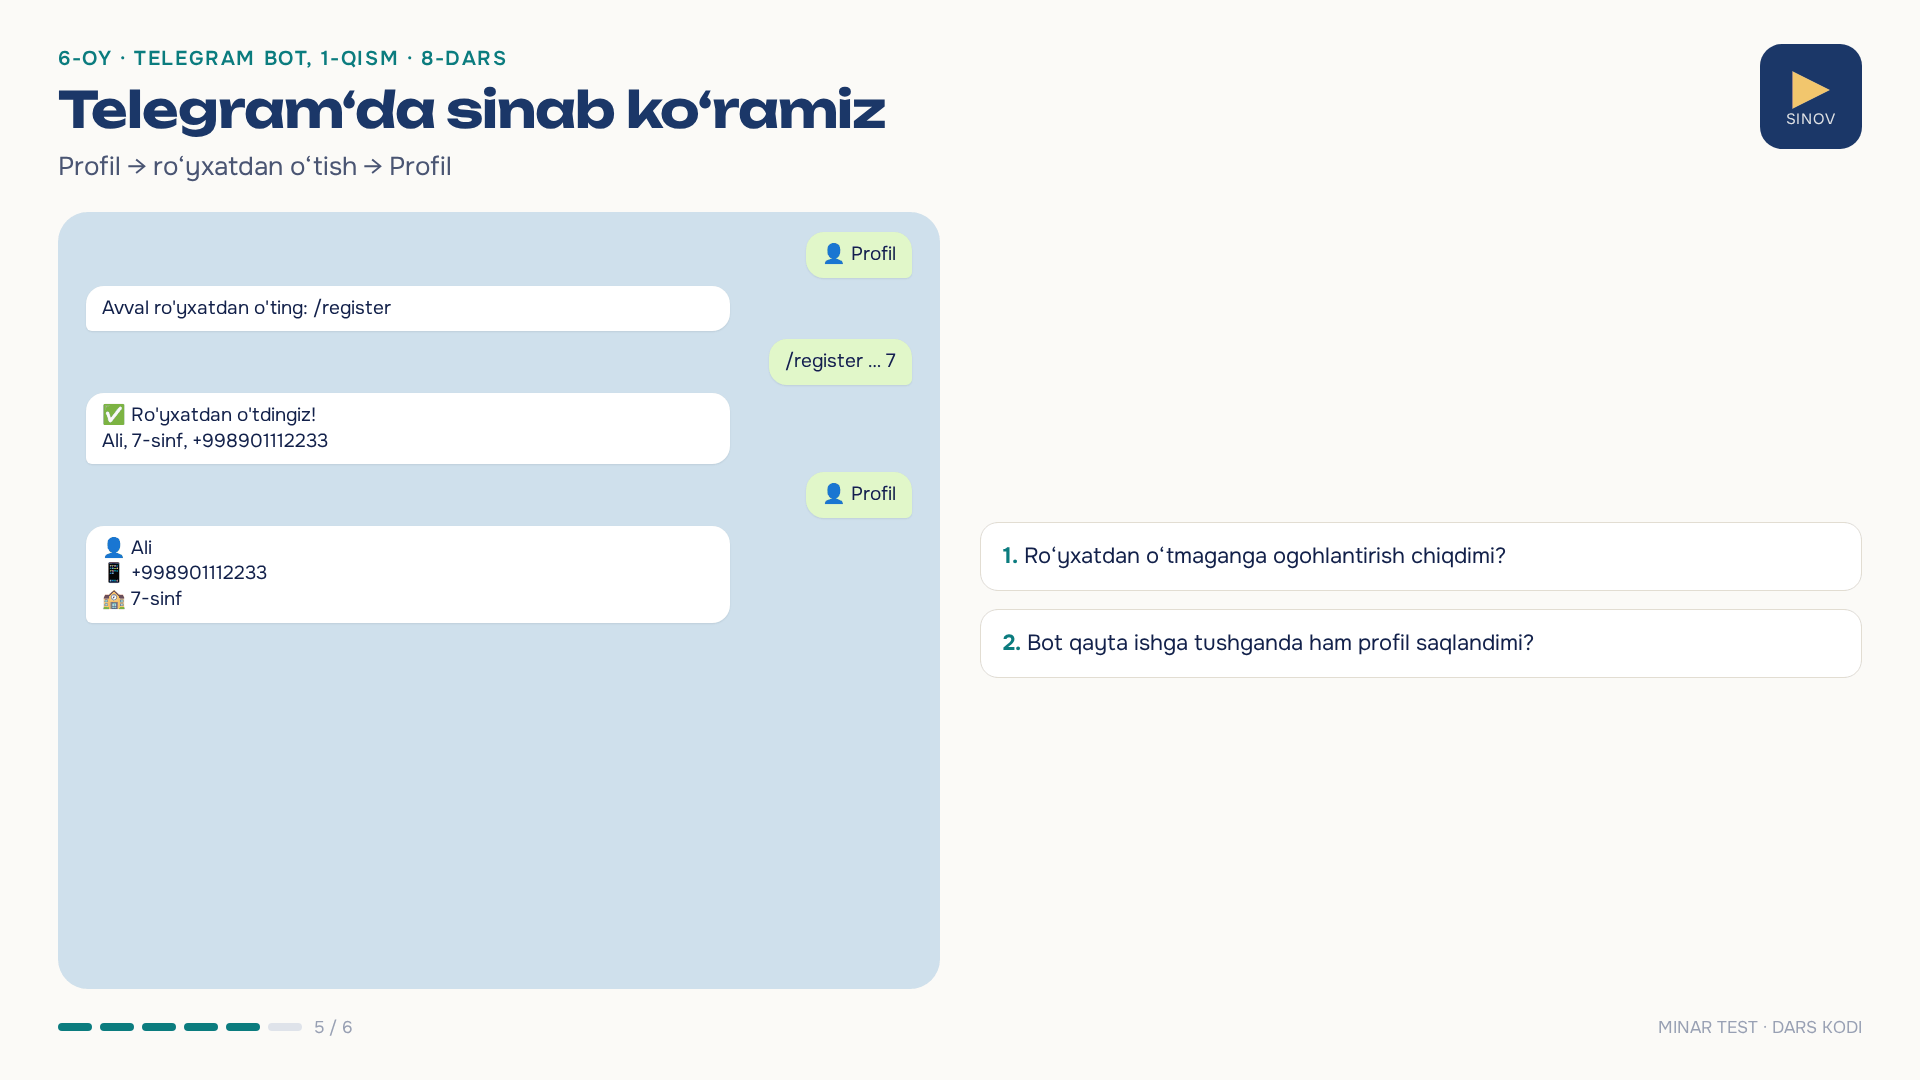 6-OY · TELEGRAM BOT, 1-QISM · 8-DARS
Telegram‘da sinab ko‘ramiz
Profil → ro‘yxatdan o‘tish → Profil
SINOV
👤 Profil
Avval ro'yxatdan o'ting: /register
/register ... 7
✅ Ro'yxatdan o'tdingiz!
Ali, 7-sinf, +998901112233
👤 Profil
👤 Ali
📱 +998901112233
🏫 7-sinf
1. Ro‘yxatdan o‘tmaganga ogohlantirish chiqdimi?
2. Bot qayta ishga tushganda ham profil saqlandimi?
5 / 6
MINAR TEST · DARS KODI